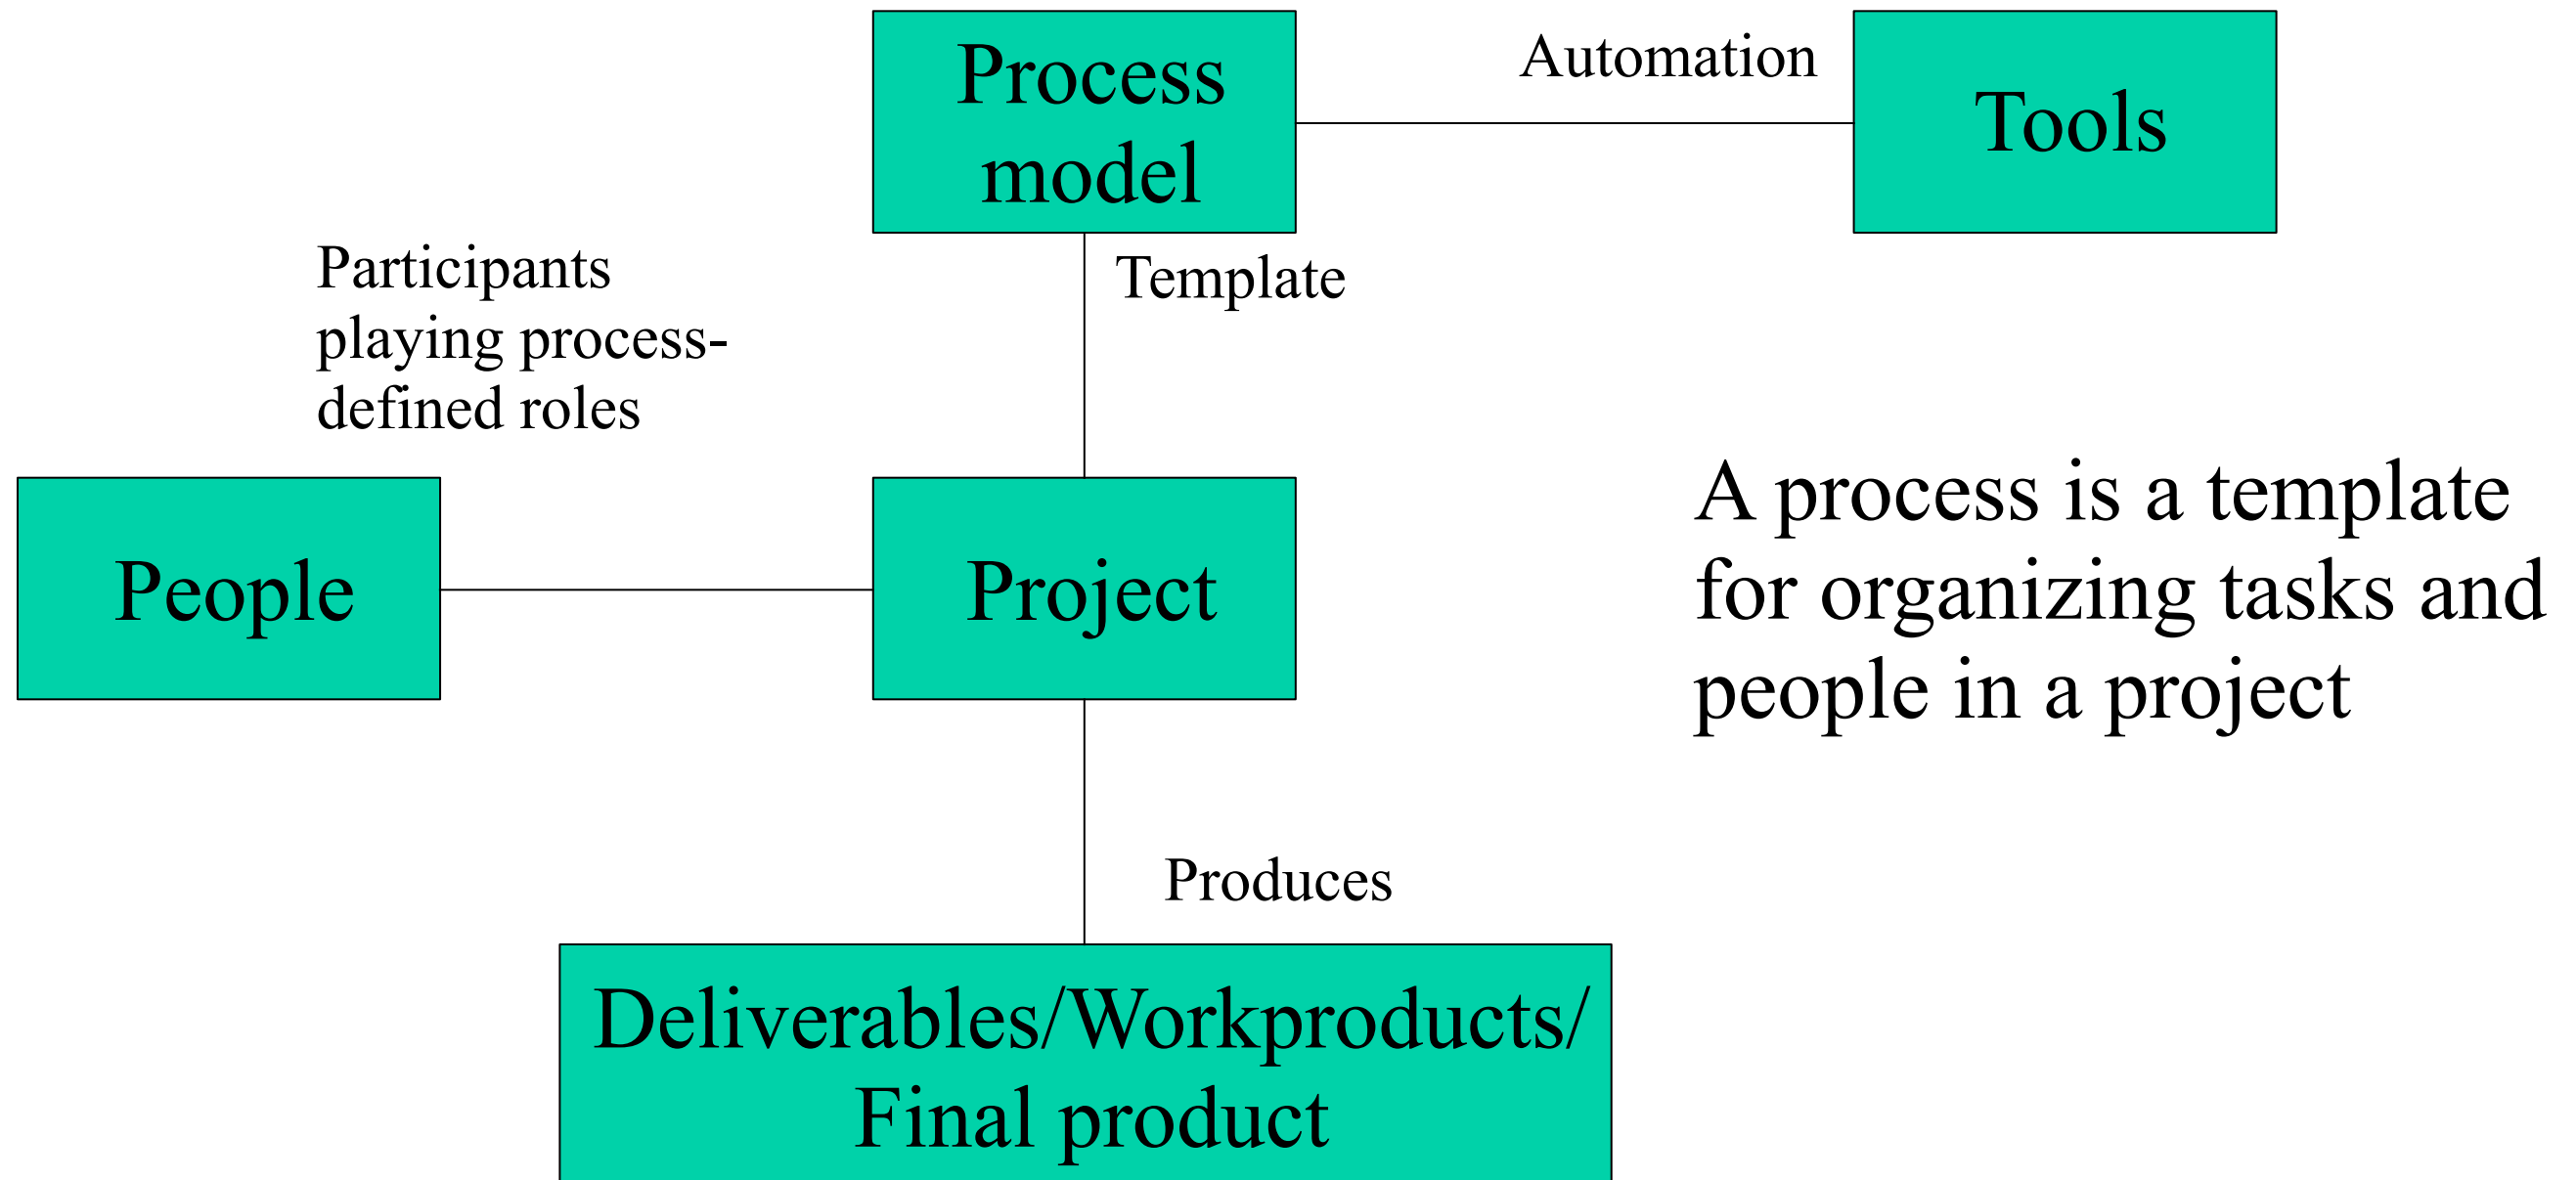 Process
model
Automation
Tools
Participants
playing process-
defined roles
Template
People
Project
A process is a template
for organizing tasks and
people in a project
Produces
Deliverables/Workproducts/
Final product